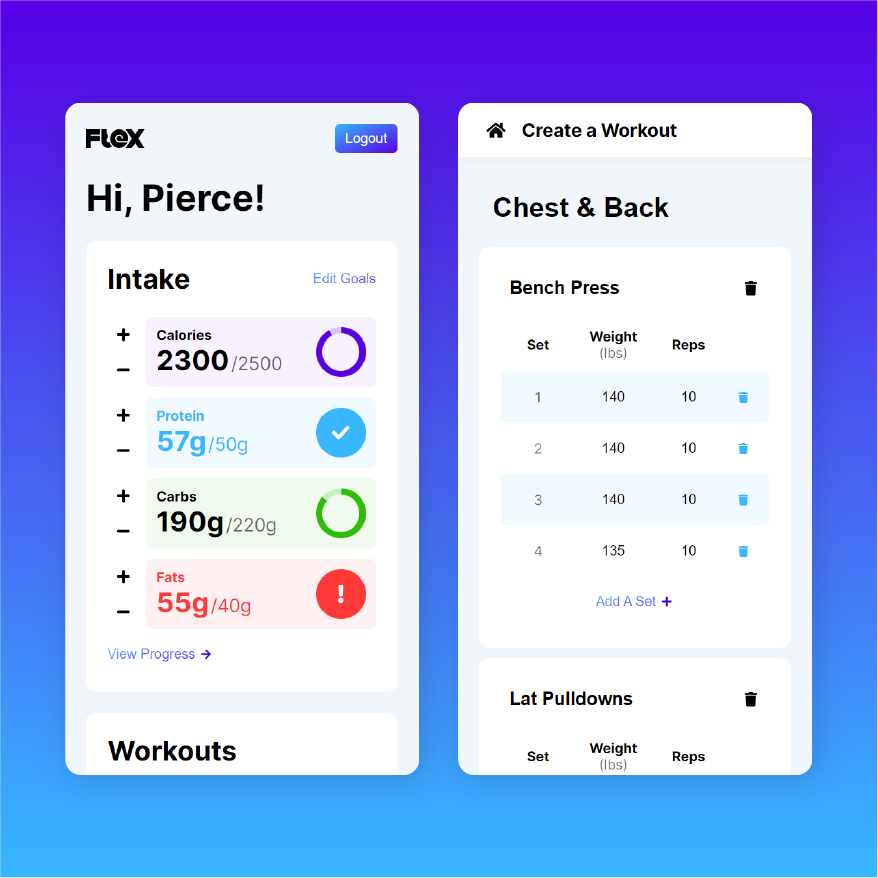 FLeX
Logout
Hi, Pierce!
Intake
Edit Goals
+
Calories
2300/2500
−
+
Protein
57g/50g
−
+
Carbs
190g/220g
−
+
Fats
55g/40g
!
−
View Progress →
Workouts
Create a Workout
Chest & Back
Bench Press
Set Weight (lbs) Reps
1 140 10
2 140 10
3 140 10
4 135 10
Add A Set +
Lat Pulldowns
Set Weight (lbs) Reps